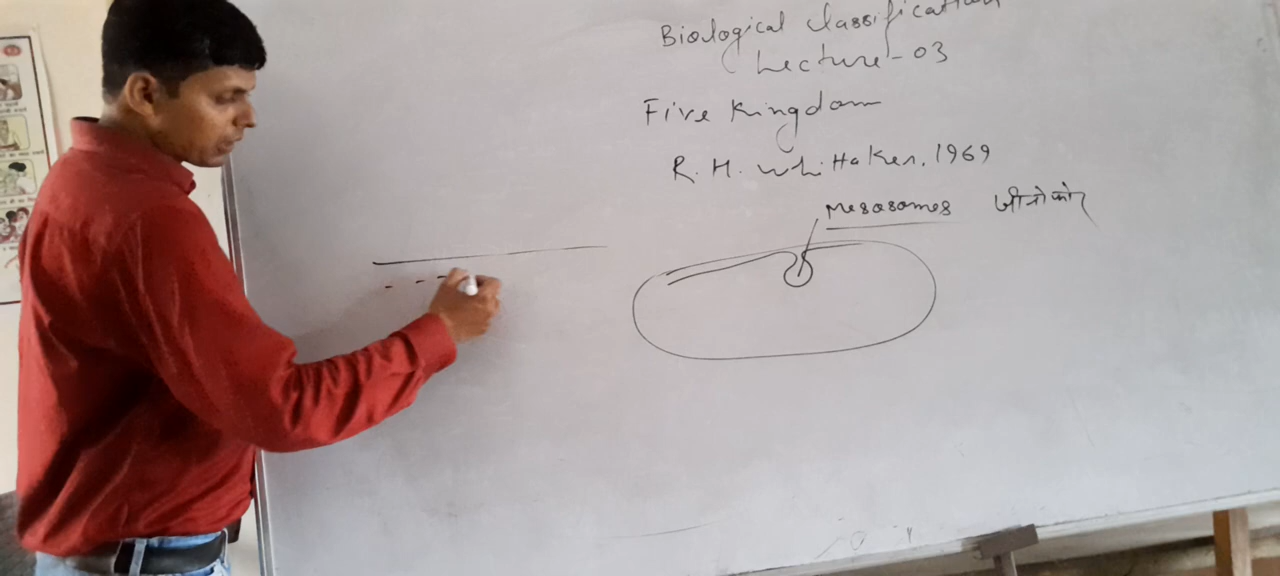 Biological Classification
Lecture-03
Five Kingdom
R. H. Whittaker. 1969
Mesosomes